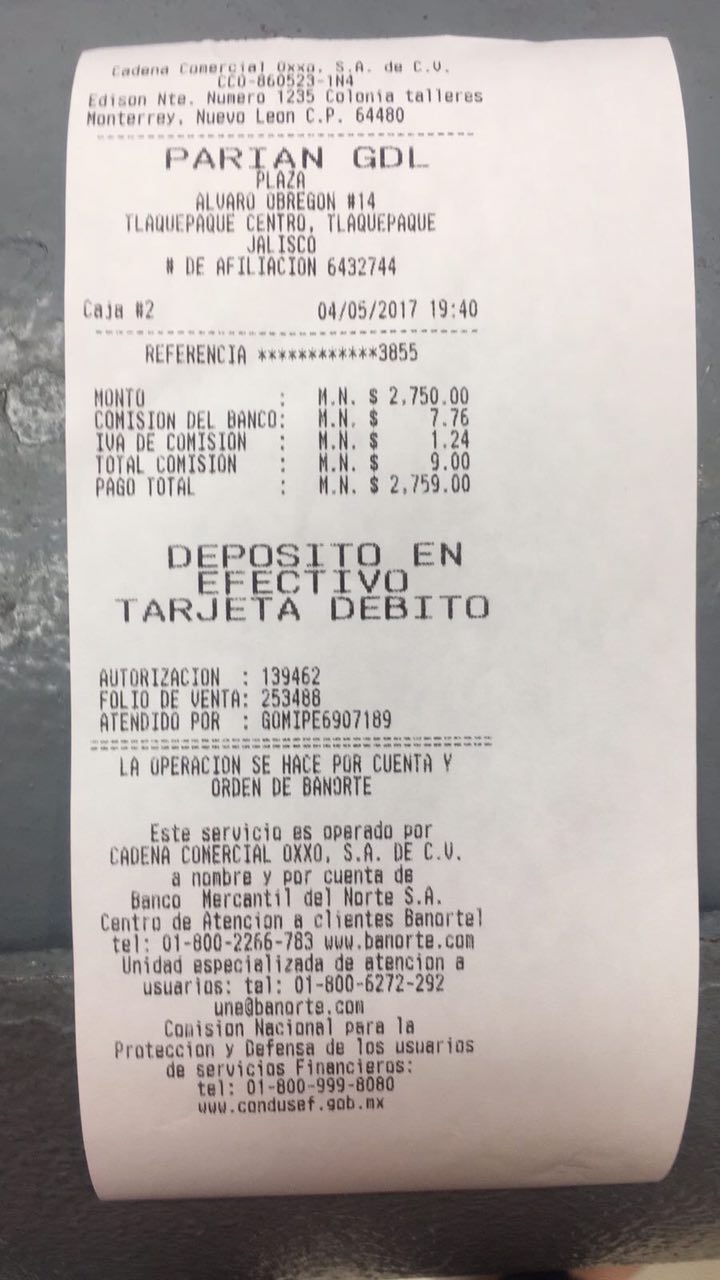 Cadena Comercial Oxxo, S.A. de C.V.
CCO-860523-1N4
Edison Nte. Numero 1235 Colonia talleres
Monterrey, Nuevo Leon C.P. 64480
PARIAN GDL
PLAZA
ALVARO OBREGON #14
TLAQUEPAQUE CENTRO, TLAQUEPAQUE
JALISCO
# DE AFILIACION 6432744
Caja #2 04/05/2017 19:40
REFERENCIA ************3855
MONTO : M.N. $ 2,750.00
COMISION DEL BANCO: M.N. $ 7.76
IVA DE COMISION : M.N. $ 1.24
TOTAL COMISION : M.N. $ 9.00
PAGO TOTAL : M.N. $ 2,759.00
DEPOSITO EN
EFECTIVO
TARJETA DEBITO
AUTORIZACION : 139462
FOLIO DE VENTA: 253488
ATENDIDO POR : GOMIPE6907189
LA OPERACION SE HACE POR CUENTA Y
ORDEN DE BANORTE
Este servicio es operado por
CADENA COMERCIAL OXXO, S.A. DE C.V.
a nombre y por cuenta de
Banco Mercantil del Norte S.A.
Centro de Atencion a clientes Banortel
tel: 01-800-2266-783 www.banorte.com
Unidad especializada de atencion a
usuarios: tel: 01-800-6272-292
une@banorte.com
Comision Nacional para la
Proteccion y Defensa de los usuarios
de servicios Financieros:
tel: 01-800-999-8080
www.condusef.gob.mx